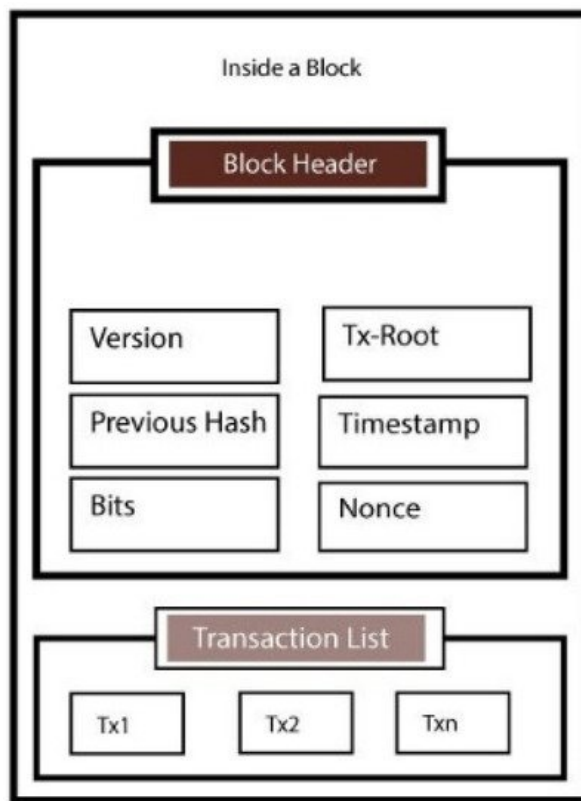 Inside a Block
Block Header
Version
Tx-Root
Previous Hash
Timestamp
Bits
Nonce
Transaction List
Tx1
Tx2
Txn